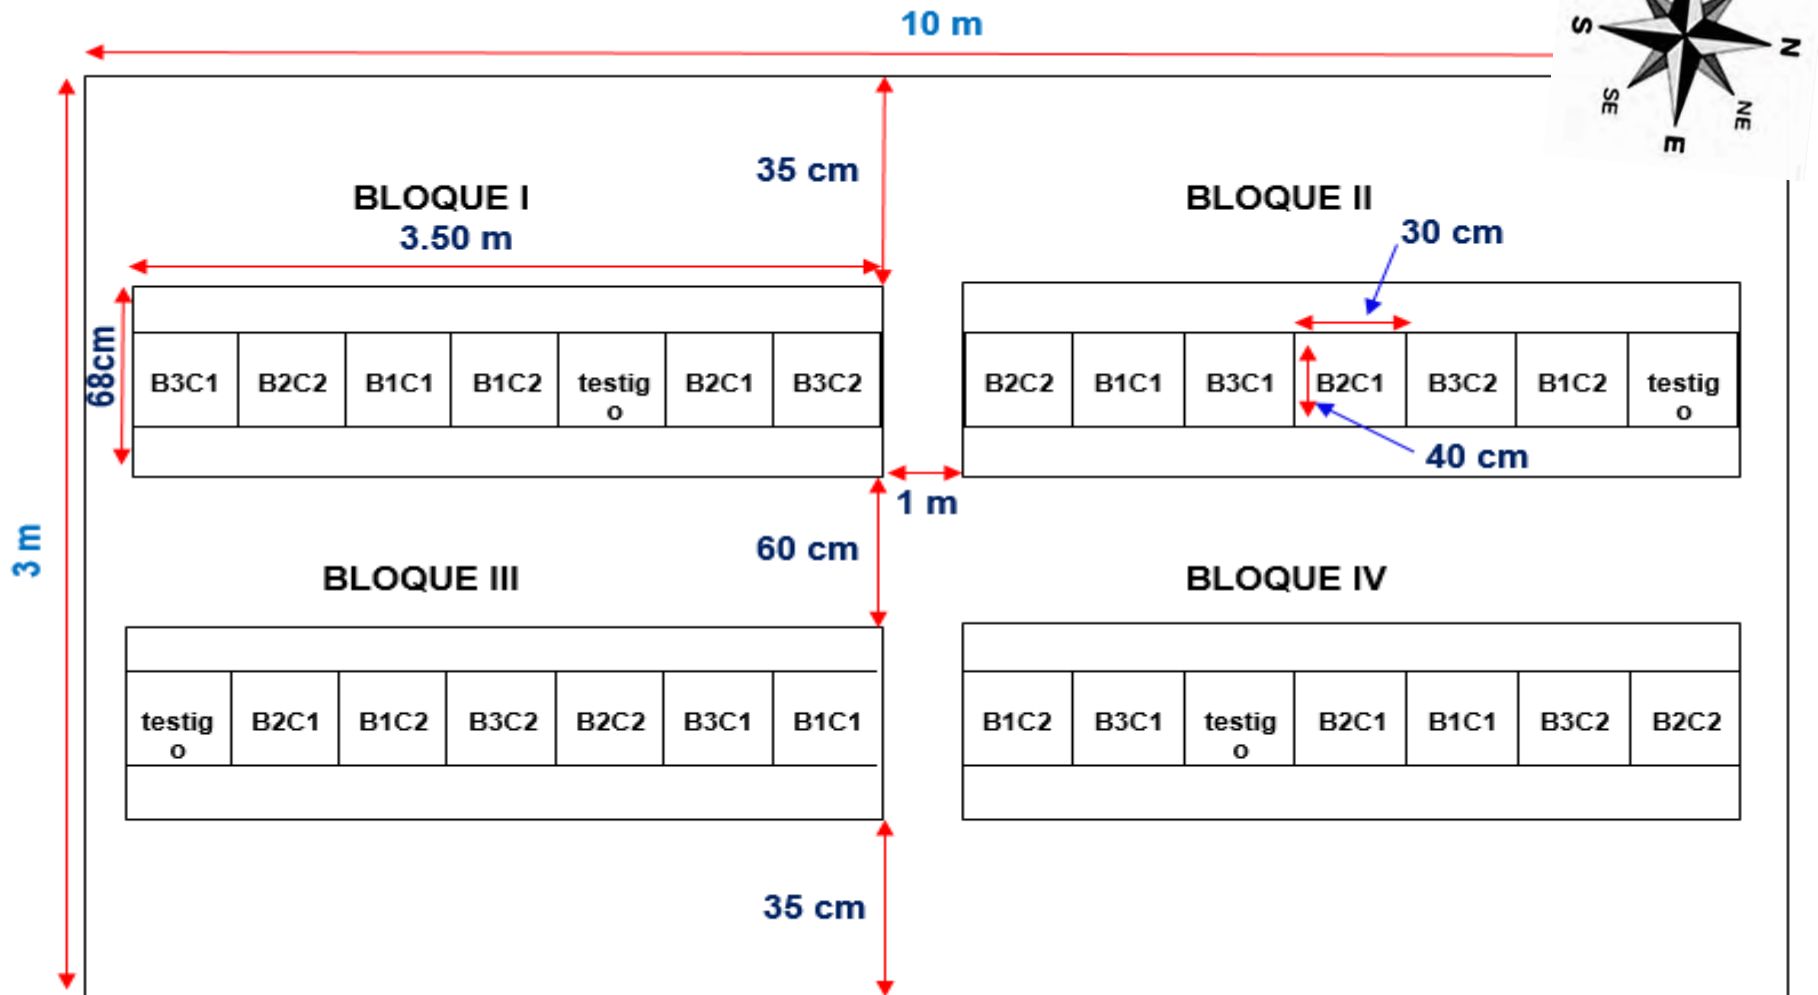 10 m
S
N
SE
NE
E
35 cm
BLOQUE I
3.50 m
BLOQUE II
30 cm
68cm
B3C1 B2C2 B1C1 B1C2 testig
o B2C1 B3C2
B2C2 B1C1 B3C1 B2C1 B3C2 B1C2 testig
o
40 cm
1 m
3 m
60 cm
BLOQUE III
BLOQUE IV
testig
o B2C1 B1C2 B3C2 B2C2 B3C1 B1C1
B1C2 B3C1 testig
o B2C1 B1C1 B3C2 B2C2
35 cm